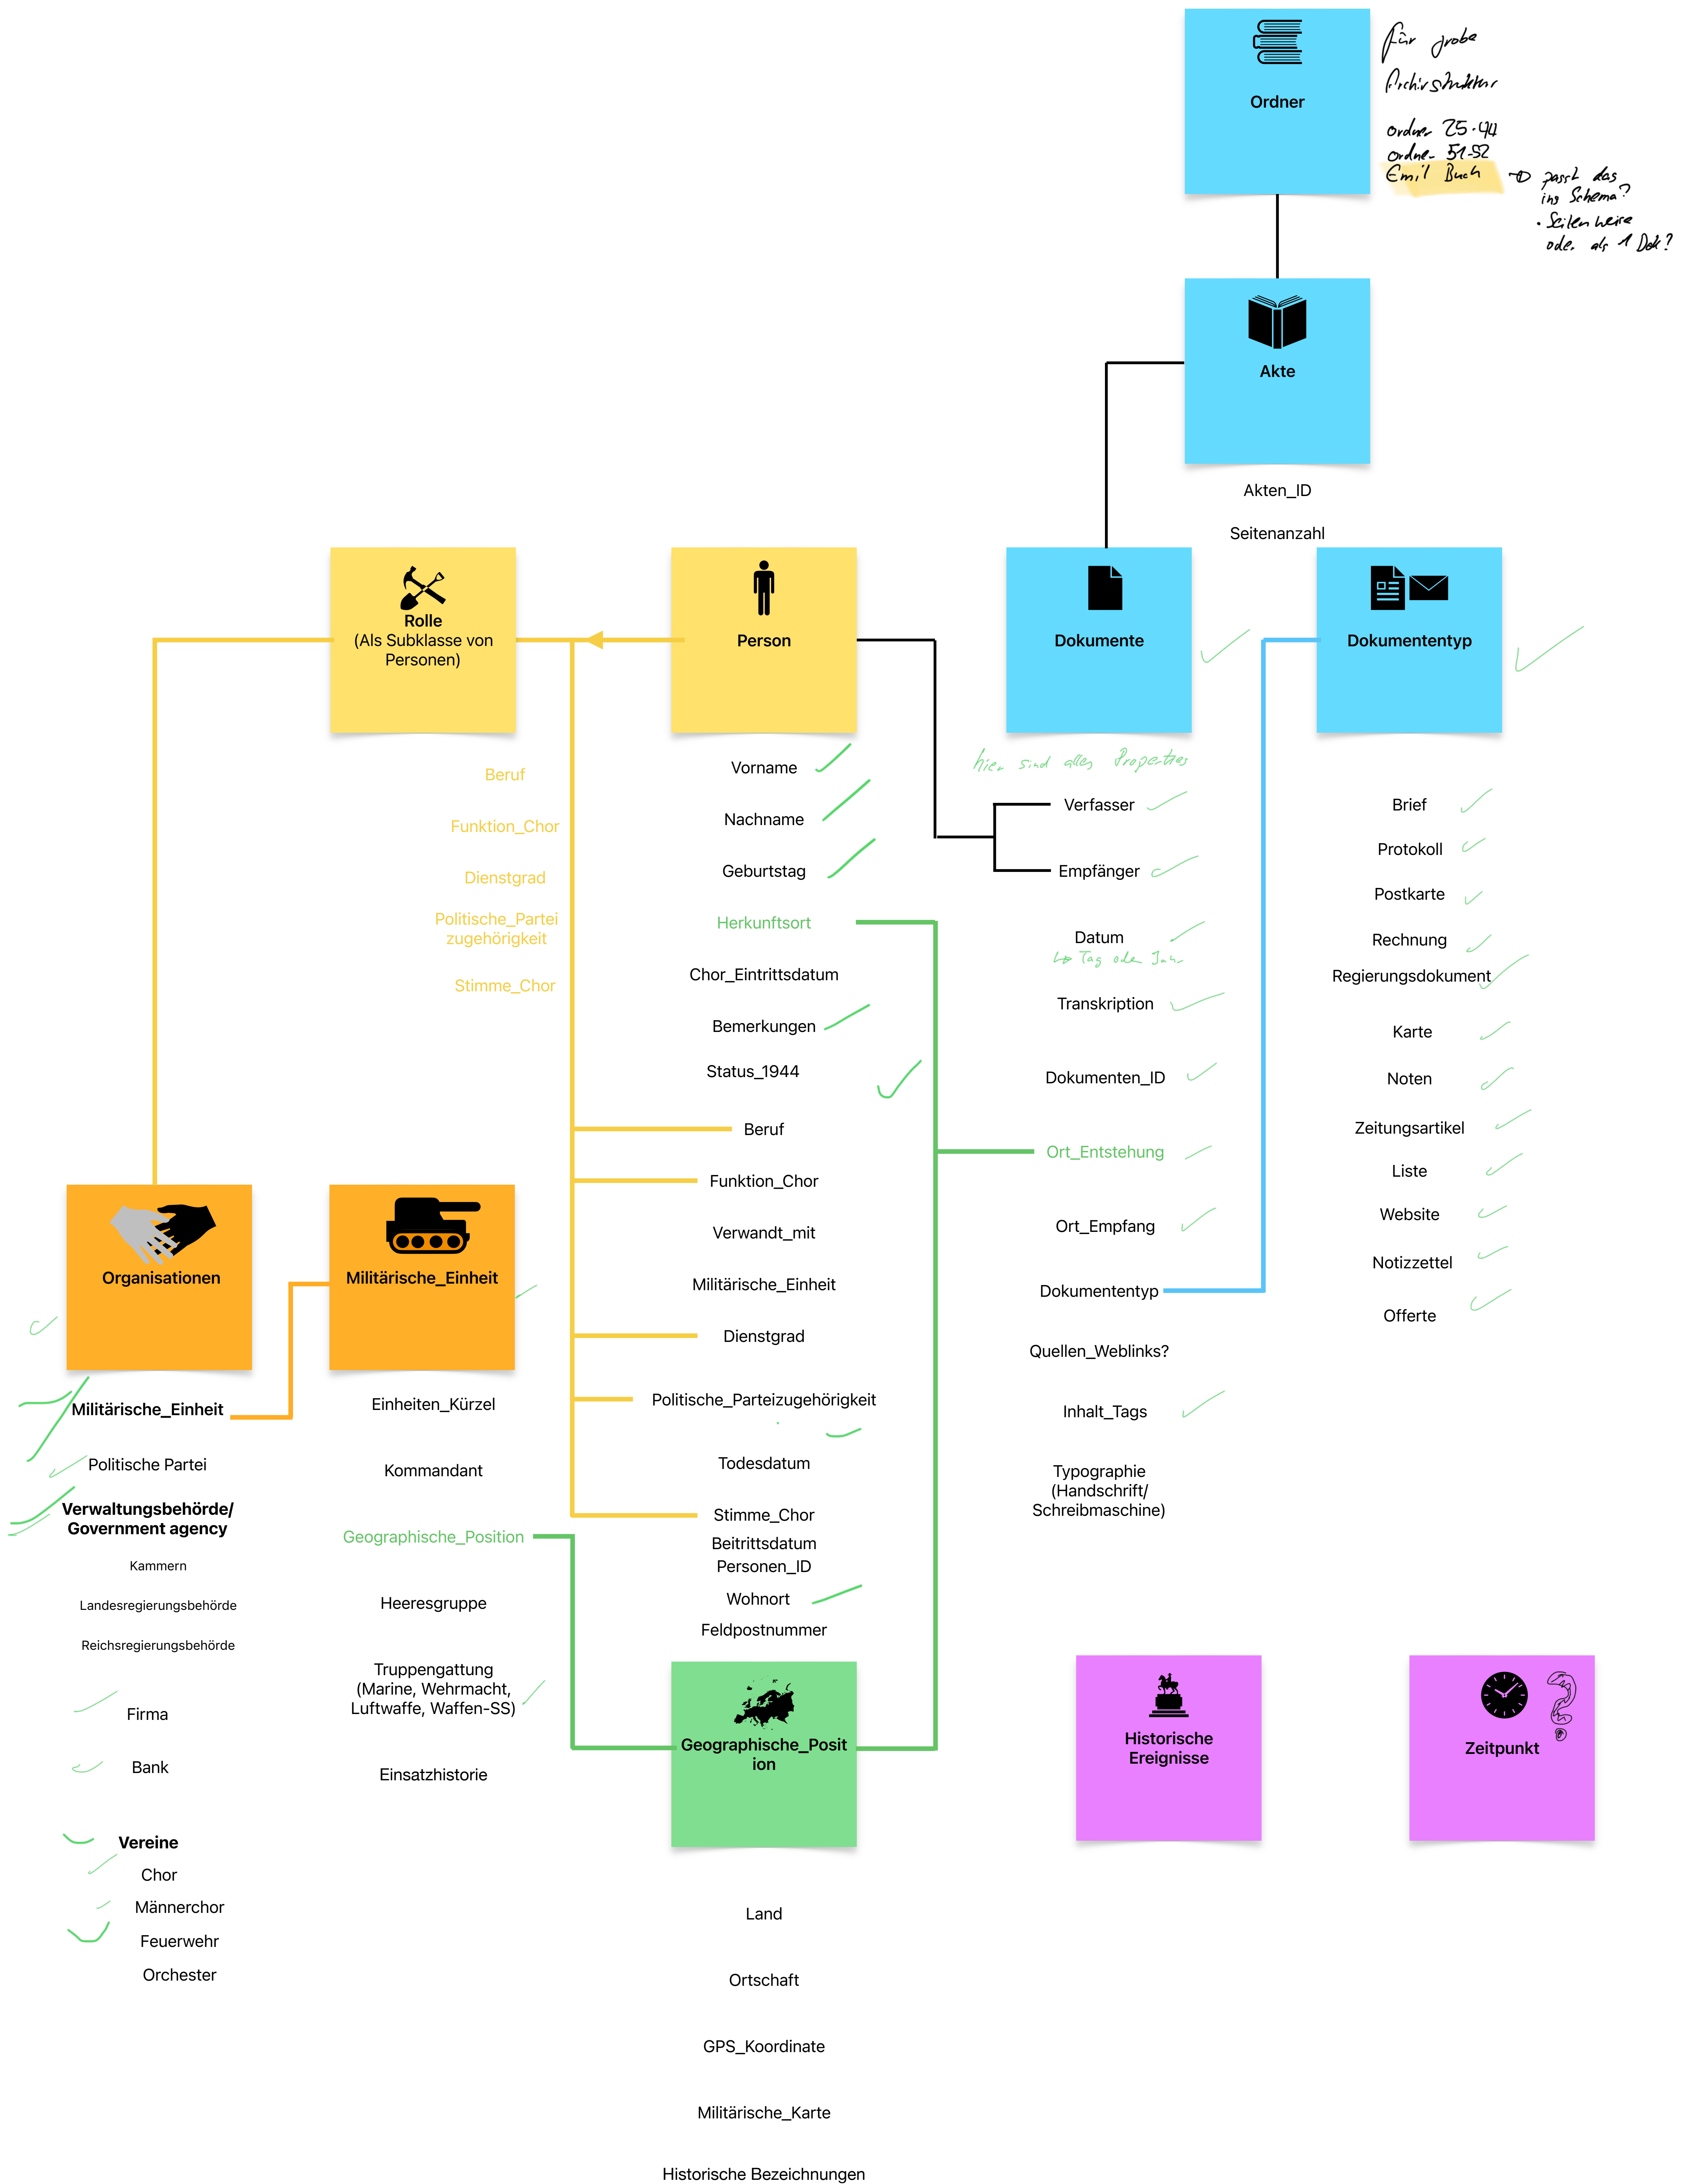 Ordner
für grobe
Archivstruktur
ordner 25-44
ordner 51-52
Emil Buch → passt das
ins Schema?
• Seitenweise
oder als 1 Dok?
Akte
Akten_ID
Seitenanzahl
Rolle
(Als Subklasse von
Personen)
Beruf
Funktion_Chor
Dienstgrad
Politische_Partei
zugehörigkeit
Stimme_Chor
Person
Vorname
Nachname
Geburtstag
Herkunftsort
Chor_Eintrittsdatum
Bemerkungen
Status_1944
Beruf
Funktion_Chor
Verwandt_mit
Militärische_Einheit
Dienstgrad
Politische_Parteizugehörigkeit
Todesdatum
Stimme_Chor
Beitrittsdatum
Personen_ID
Wohnort
Feldpostnummer
Dokumente
hier sind alles Properties
Verfasser
Empfänger
Datum
↳ Tag oder Jahr
Transkription
Dokumenten_ID
Ort_Entstehung
Ort_Empfang
Dokumententyp
Quellen_Weblinks?
Inhalt_Tags
Typographie
(Handschrift/
Schreibmaschine)
Dokumententyp
Brief
Protokoll
Postkarte
Rechnung
Regierungsdokument
Karte
Noten
Zeitungsartikel
Liste
Website
Notizzettel
Offerte
Organisationen
Militärische_Einheit
Politische Partei
Verwaltungsbehörde/
Government agency
Kammern
Landesregierungsbehörde
Reichsregierungsbehörde
Firma
Bank
Vereine
Chor
Männerchor
Feuerwehr
Orchester
Militärische_Einheit
Einheiten_Kürzel
Kommandant
Geographische_Position
Heeresgruppe
Truppengattung
(Marine, Wehrmacht,
Luftwaffe, Waffen-SS)
Einsatzhistorie
Geographische_Posit
ion
Land
Ortschaft
GPS_Koordinate
Militärische_Karte
Historische Bezeichnungen
Historische
Ereignisse
Zeitpunkt
?